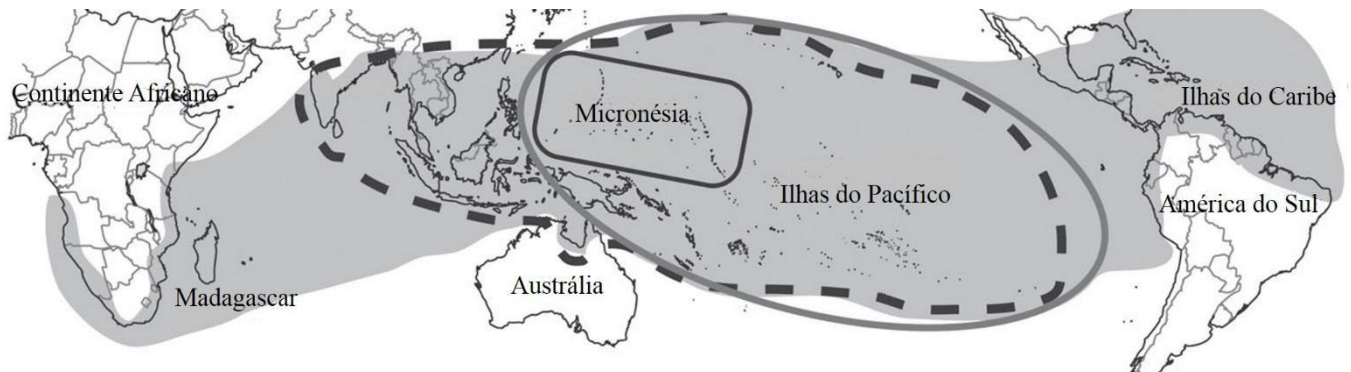 Continente Africano
Micronésia
Ilhas do Caribe
Ilhas do Pacífico
América do Sul
Madagascar
Austrália